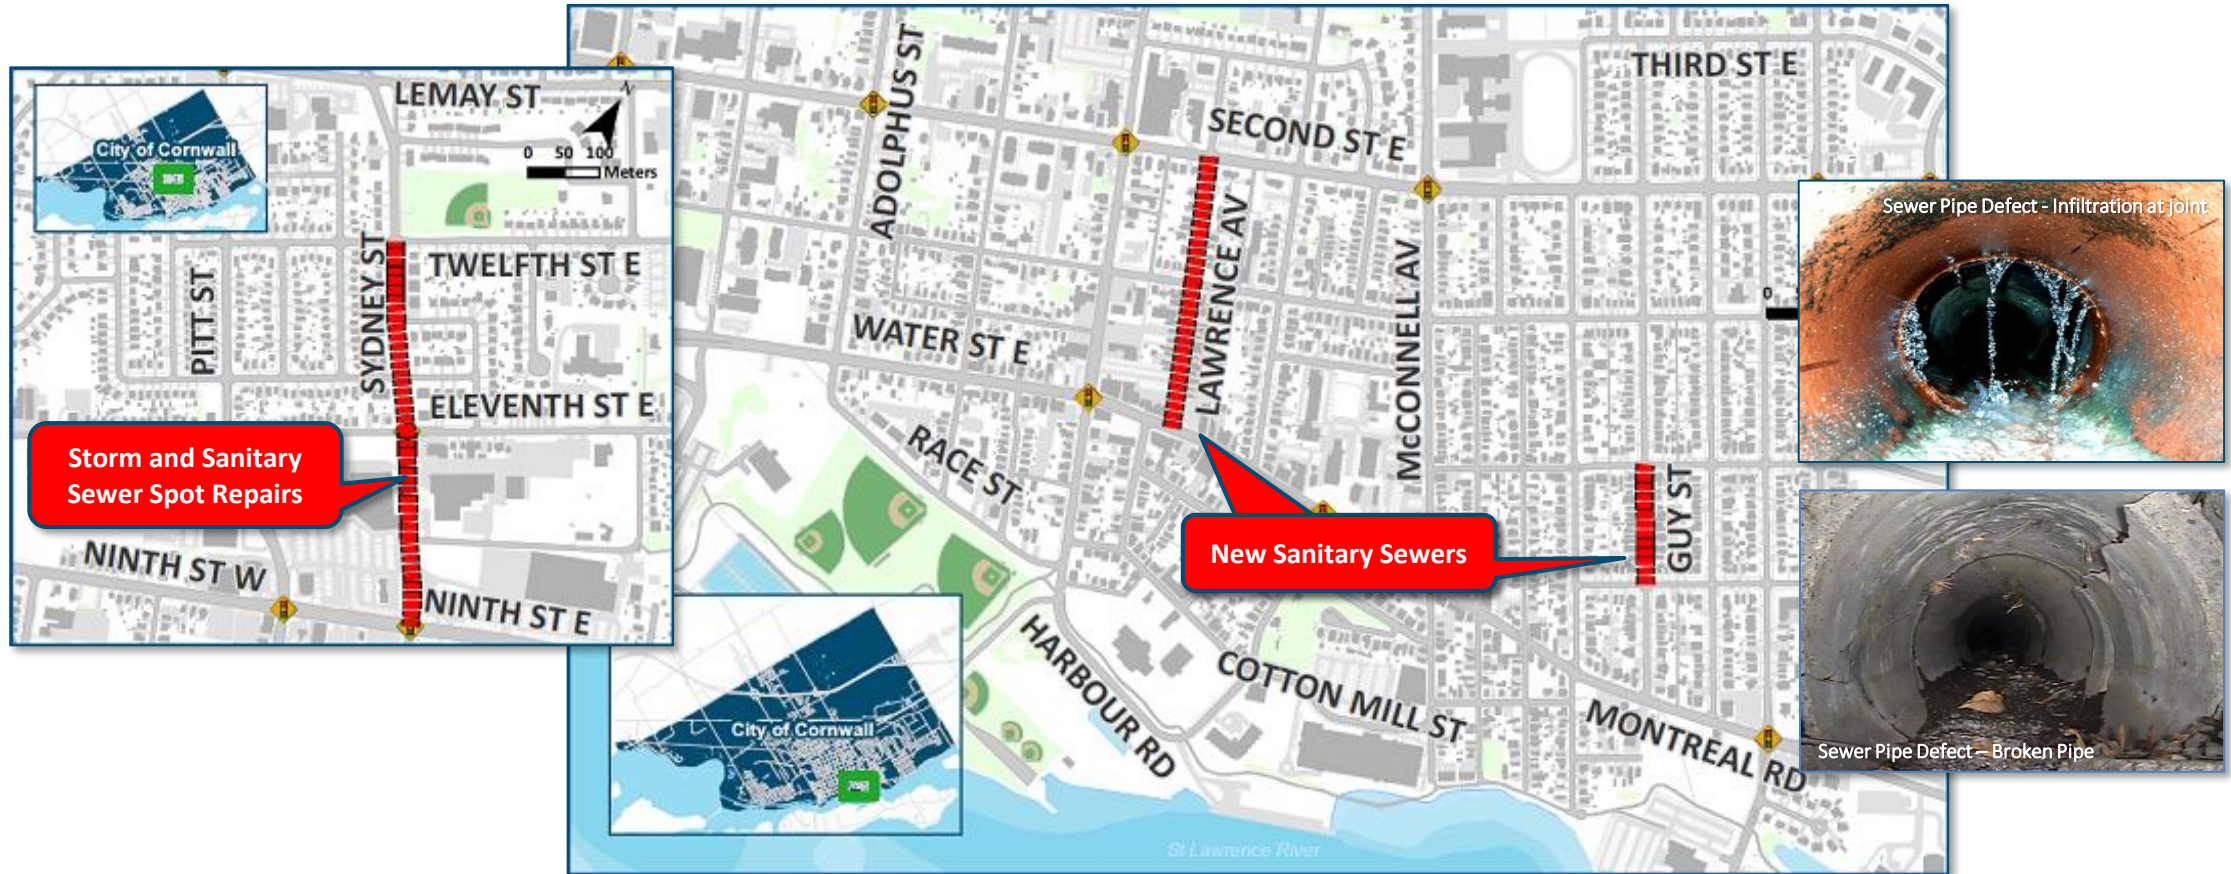 LEMAY ST
N
0 50 100
Meters
City of Cornwall
SYDNEY ST
PITT ST
TWELFTH ST E
ELEVENTH ST E
Storm and Sanitary
Sewer Spot Repairs
NINTH ST W
NINTH ST E
ADOLPHUS ST
SECOND ST E
THIRD ST E
LAWRENCE AV
McCONNELL AV
WATER ST E
RACE ST
GUY ST
New Sanitary Sewers
HARBOUR RD
COTTON MILL ST
MONTREAL RD
City of Cornwall
St Lawrence River
0
Sewer Pipe Defect - Infiltration at joint
Sewer Pipe Defect – Broken Pipe